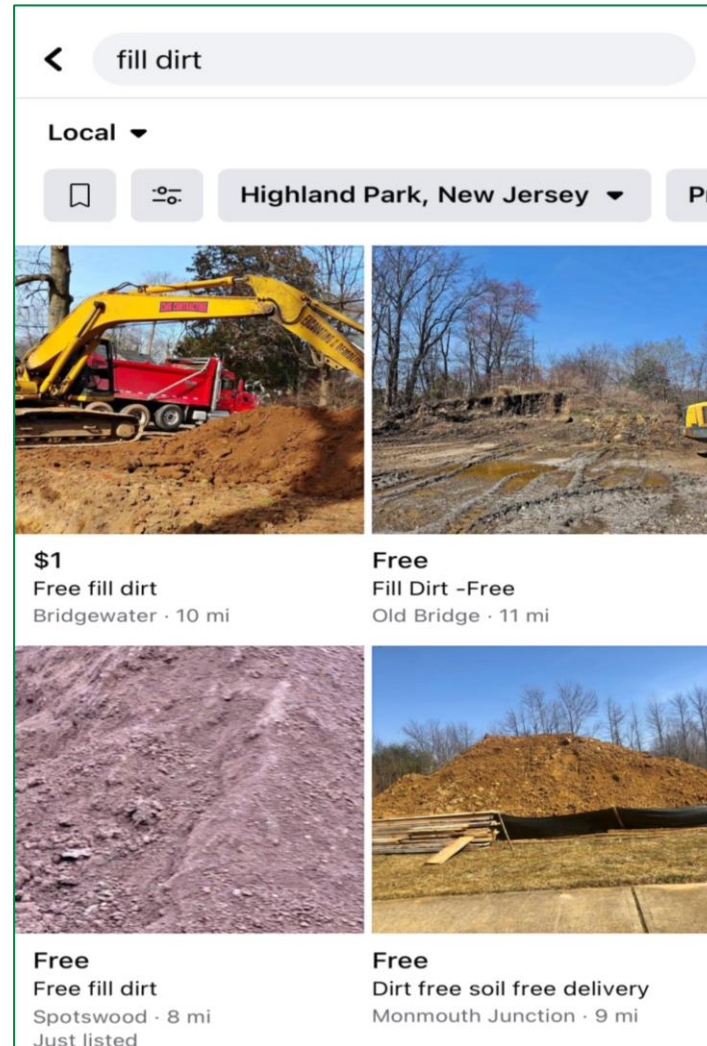 fill dirt
Local
Highland Park, New Jersey
$1
Free fill dirt
Bridgewater · 10 mi
Free
Fill Dirt -Free
Old Bridge · 11 mi
Free
Free fill dirt
Spotswood · 8 mi
Just listed
Free
Dirt free soil free delivery
Monmouth Junction · 9 mi